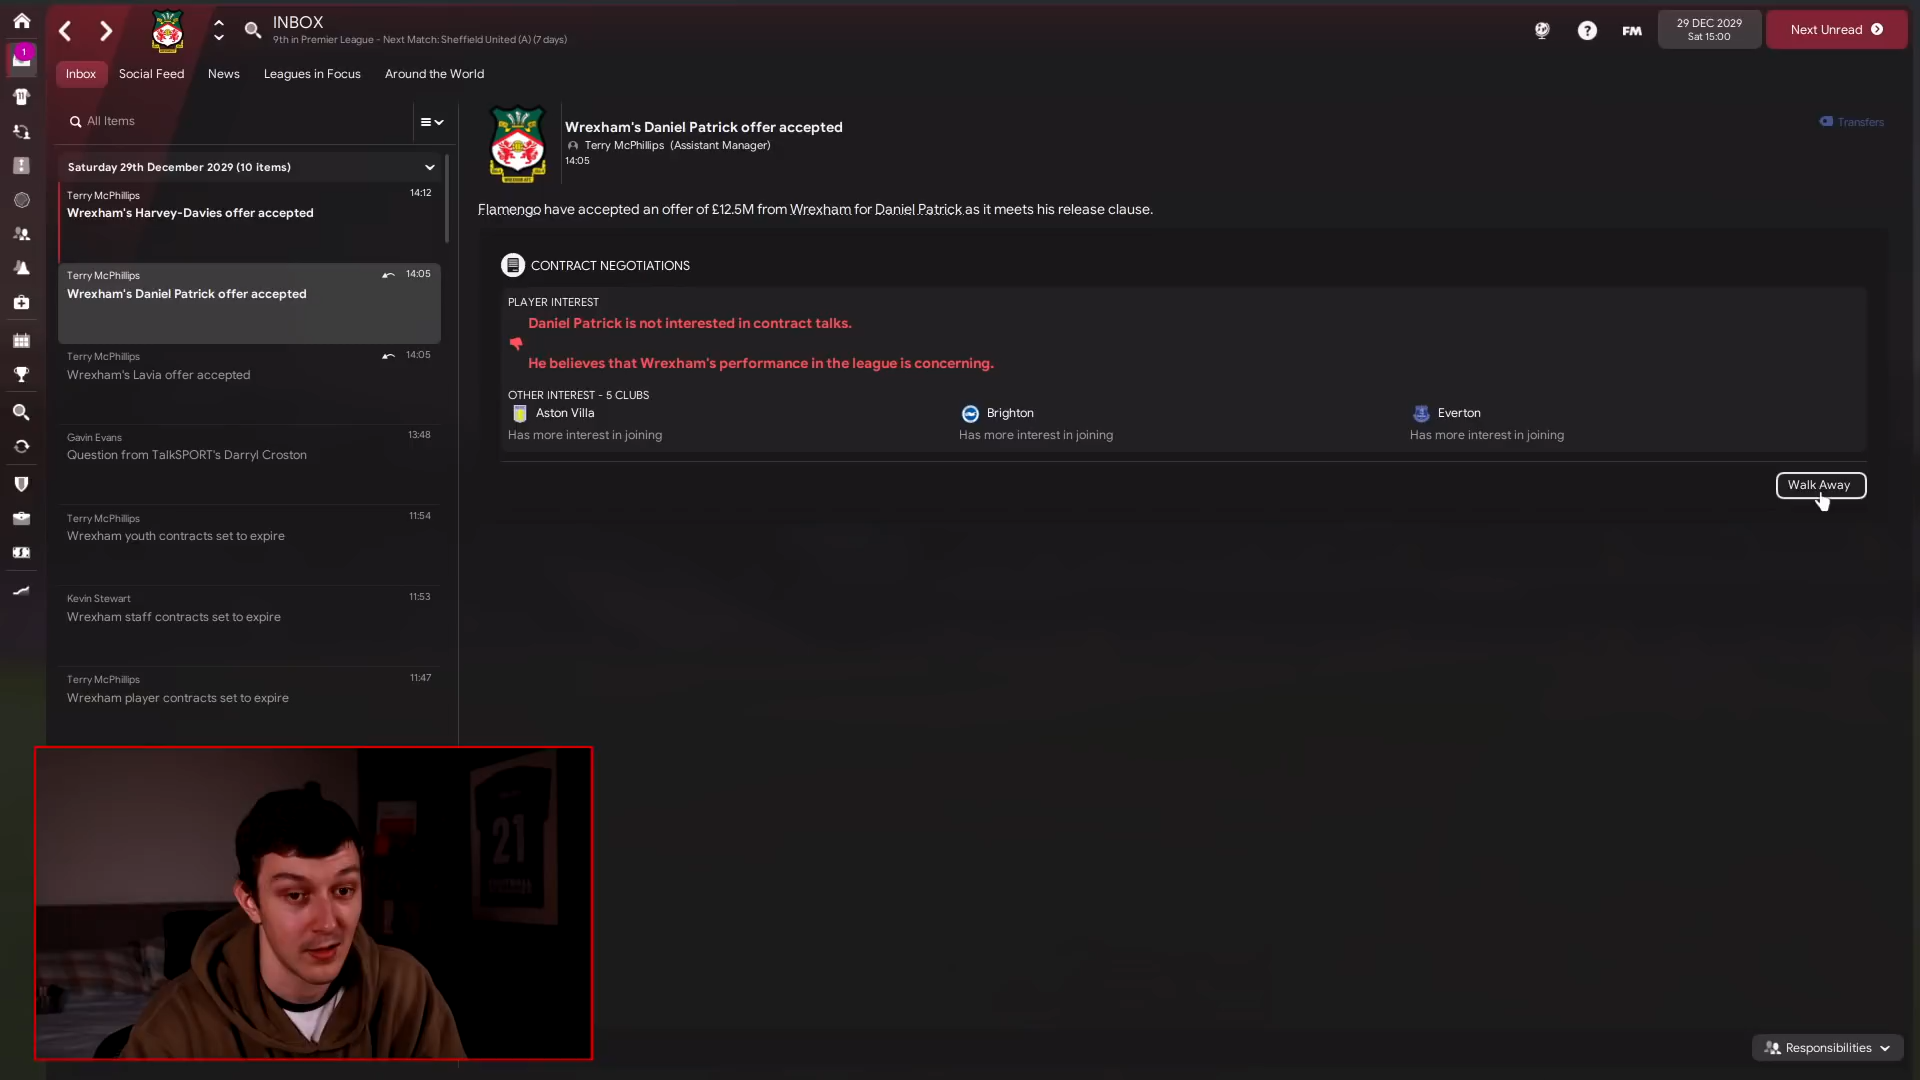 INBOX
9th in Premier League - Next Match: Sheffield United (A) (7 days)
FM
29 DEC 2029
Sat 15:00
Next Unread
1
Inbox
Social Feed
News
Leagues in Focus
Around the World
All Items
Saturday 29th December 2029 (10 items)
Terry McPhillips
14:12
Wrexham's Harvey-Davies offer accepted
Terry McPhillips
14:05
Wrexham's Daniel Patrick offer accepted
Terry McPhillips
14:05
Wrexham's Lavia offer accepted
Gavin Evans
13:48
Question from TalkSPORT's Darryl Croston
Terry McPhillips
11:54
Wrexham youth contracts set to expire
Kevin Stewart
11:53
Wrexham staff contracts set to expire
Terry McPhillips
11:47
Wrexham player contracts set to expire
Wrexham's Daniel Patrick offer accepted
Terry McPhillips (Assistant Manager)
14:05
Transfers
Flamengo have accepted an offer of £12.5M from Wrexham for Daniel Patrick as it meets his release clause.
CONTRACT NEGOTIATIONS
PLAYER INTEREST
Daniel Patrick is not interested in contract talks.
He believes that Wrexham's performance in the league is concerning.
OTHER INTEREST - 5 CLUBS
Aston Villa
Has more interest in joining
Brighton
Has more interest in joining
Everton
Has more interest in joining
Walk Away
21
Responsibilities